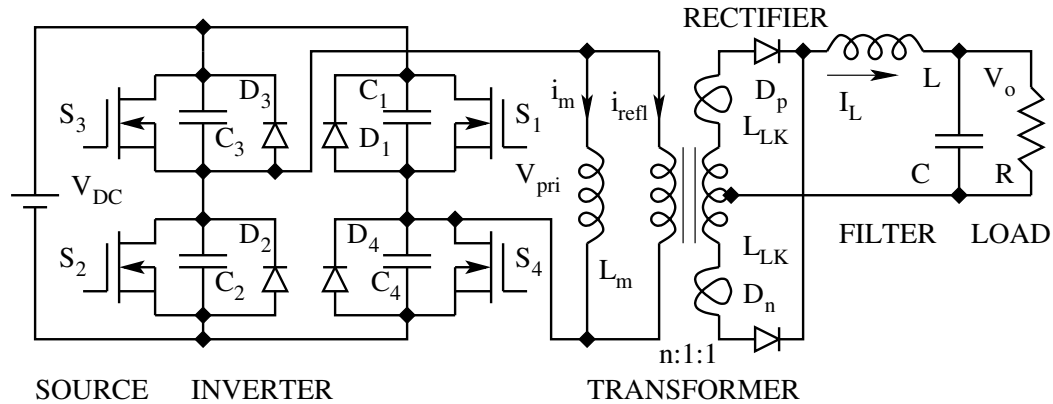 RECTIFIER
D3
C1
im
irefl
Dp
L
Vo
S3
S1
IL
C3
D1
LLK
Vpri
VDC
C
R
D2
D4
LLK
FILTER
LOAD
S2
S4
C2
C4
Lm
Dn
n:1:1
SOURCE
INVERTER
TRANSFORMER